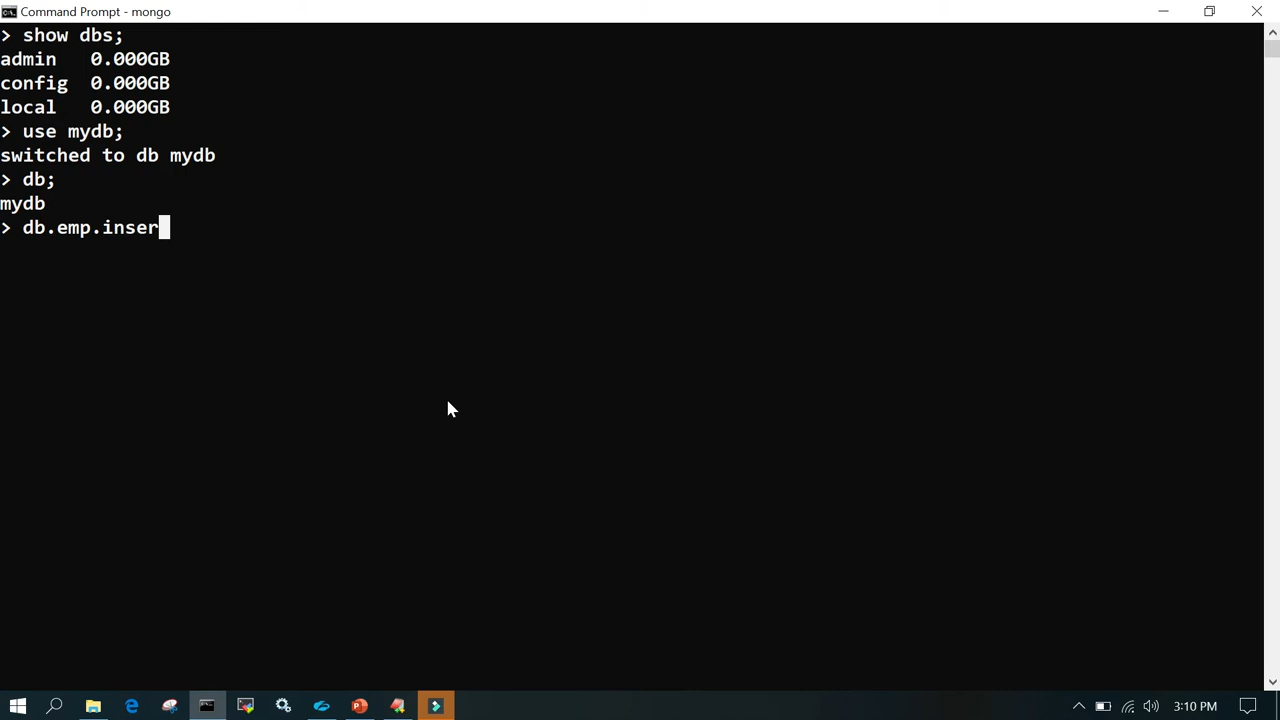 Command Prompt - mongo
> show dbs;
admin   0.000GB
config  0.000GB
local   0.000GB
> use mydb;
switched to db mydb
> db;
mydb
> db.emp.inser
3:10 PM